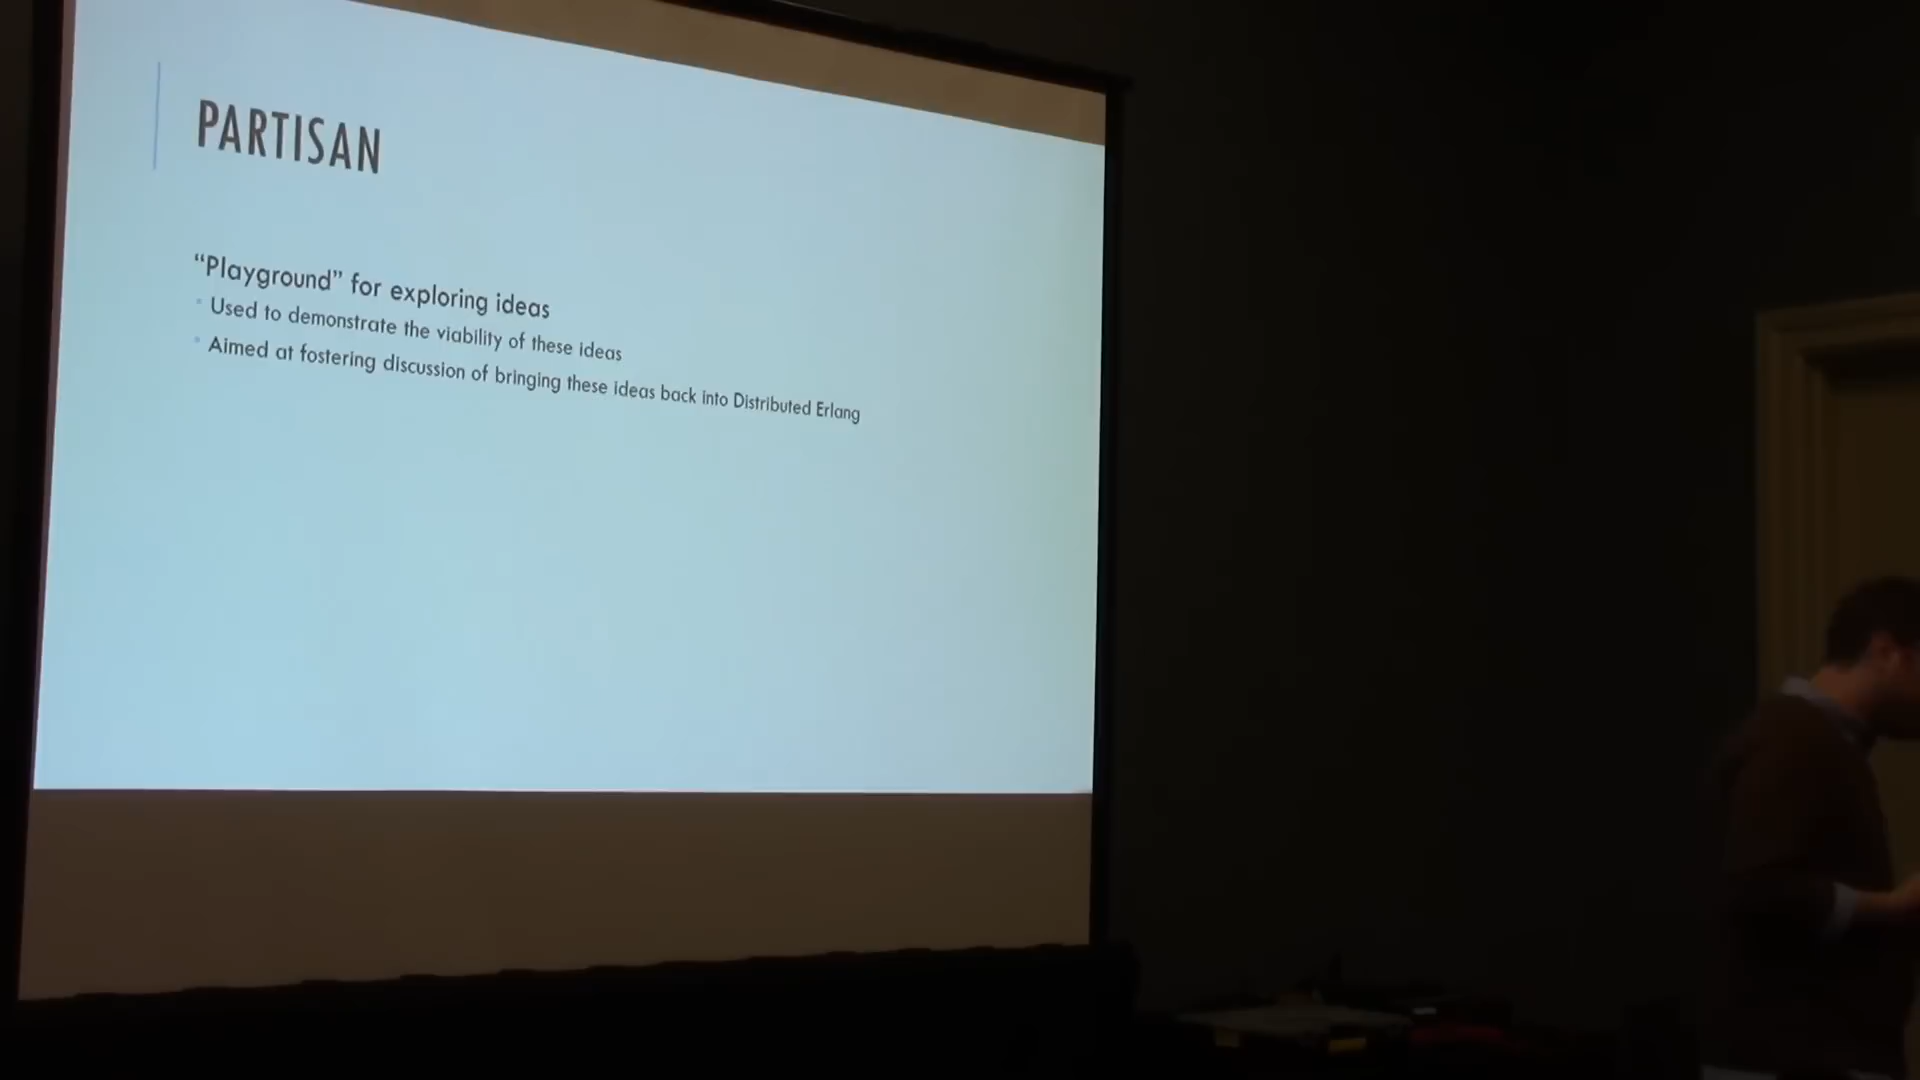 PARTISAN
“Playground” for exploring ideas
Used to demonstrate the viability of these ideas
Aimed at fostering discussion of bringing these ideas back into Distributed Erlang